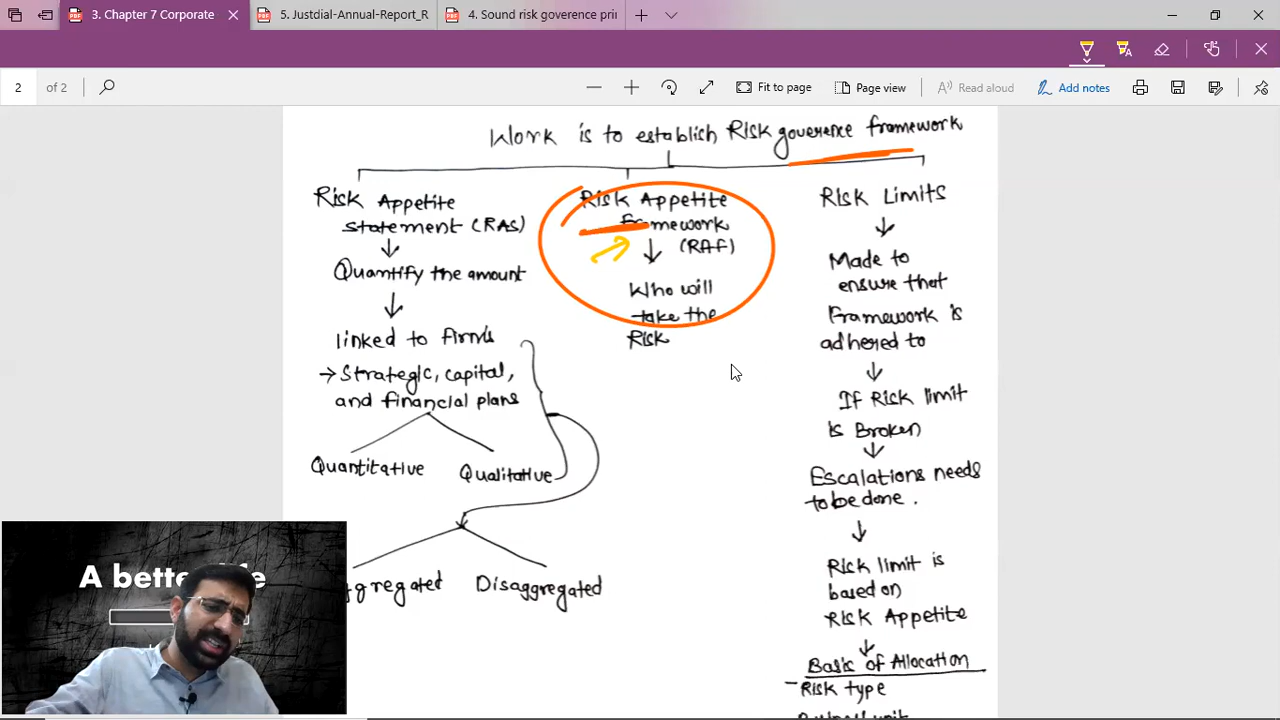 3. Chapter 7 Corporate
5. Justdial-Annual-Report_R
4. Sound risk goverence prin
2 of 2
Fit to page
Page view
Read aloud
Add notes
Work is to establish Risk goverence framework
Risk Appetite
statement (RAS)
Quantify the amount
linked to firm's
→ Strategic, capital,
and financial plans
Quantitative
Qualitative
Disaggregated
Risk Appetite
framework
(RAF)
Who will
take the
Risk
Risk Limits
Made to
ensure that
Framework is
adhered to
If Risk limit
is Broken
Escalations needs
to be done.
Risk limit is
based on
Risk Appetite
Basis of Allocation
- Risk type
A better life